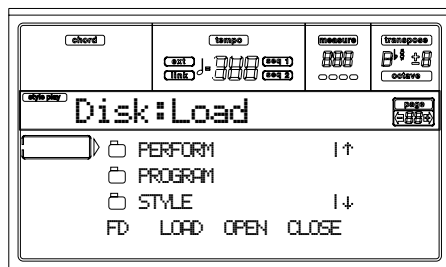 chord tempo measure transpose
ext seq 1
link seq 2
octave
style play Disk:Load page
PERFORM
PROGRAM
STYLE
FD LOAD OPEN CLOSE